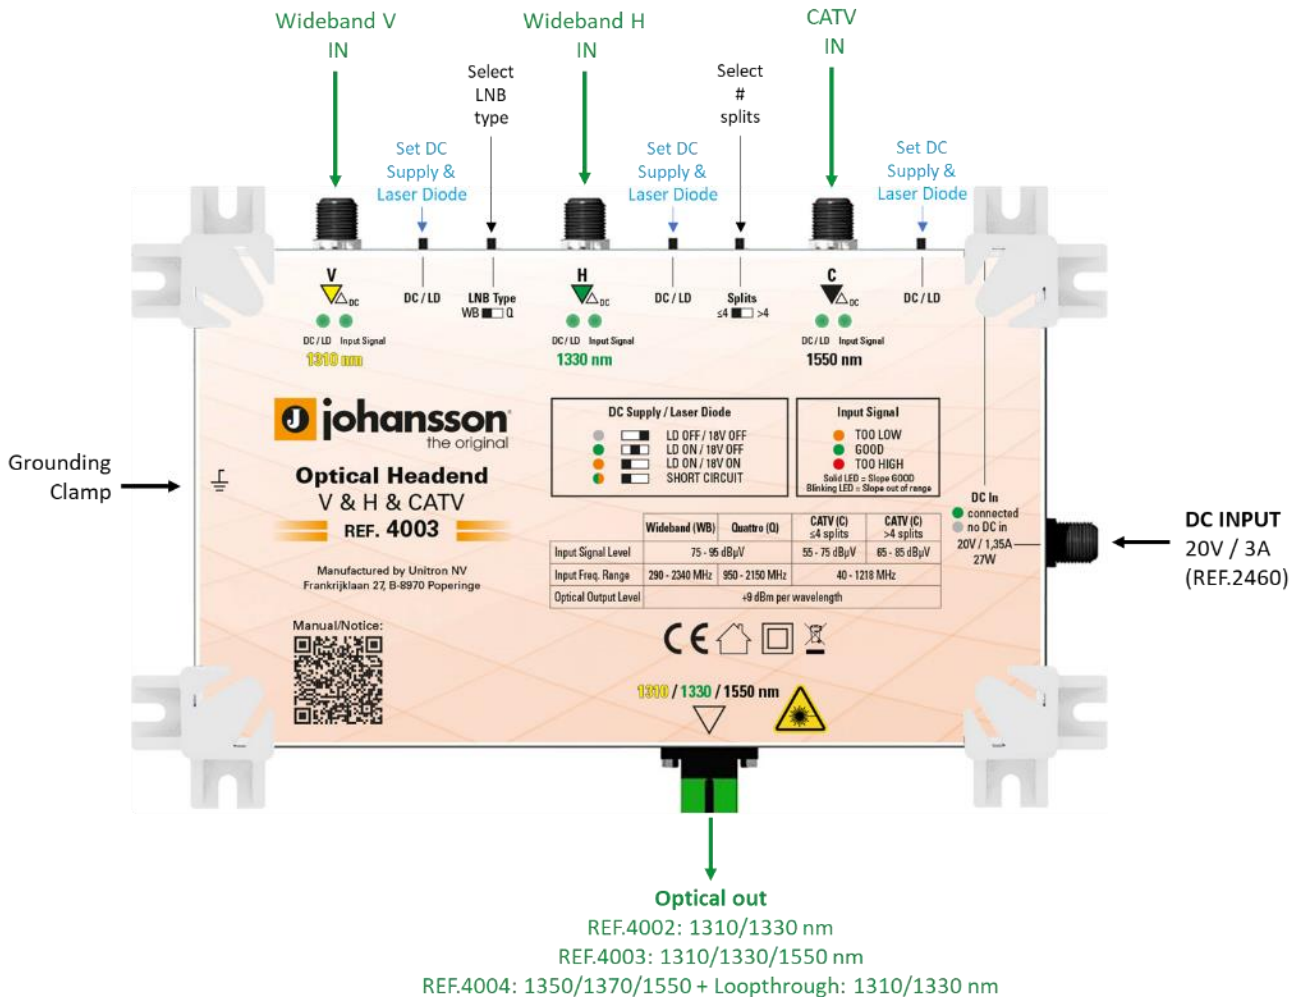 Wideband V
IN
Wideband H
IN
CATV
IN
Select
LNB
type
Select
#
splits
Set DC
Supply &
Laser Diode
Set DC
Supply &
Laser Diode
Set DC
Supply &
Laser Diode
V
DC
DC / LD
LNB Type
WB Q
H
DC
DC / LD
Splits
≤4 >4
C
DC
DC / LD
DC / LD Input Signal
1310 nm
DC / LD Input Signal
1330 nm
DC / LD Input Signal
1550 nm
J johansson®
the original
Optical Headend
V & H & CATV
REF. 4003
Manufactured by Unitron NV
Frankrijklaan 27, B-8970 Poperinge
Manual/Notice:
Grounding
Clamp
DC Supply / Laser Diode
LD OFF / 18V OFF
LD ON / 18V OFF
LD ON / 18V ON
SHORT CIRCUIT
Input Signal
TOO LOW
GOOD
TOO HIGH
Solid LED = Slope GOOD
Blinking LED = Slope out of range
DC In
connected
no DC in
20V / 1,35A
27W
Wideband (WB) Quattro (Q) CATV (C) ≤4 splits CATV (C) >4 splits
Input Signal Level 75 - 95 dBµV 55 - 75 dBµV 65 - 85 dBµV
Input Freq. Range 290 - 2340 MHz 950 - 2150 MHz 40 - 1218 MHz
Optical Output Level +9 dBm per wavelength
CE
DC INPUT
20V / 3A
(REF.2460)
1310 / 1330 / 1550 nm
Optical out
REF.4002: 1310/1330 nm
REF.4003: 1310/1330/1550 nm
REF.4004: 1350/1370/1550 + Loopthrough: 1310/1330 nm